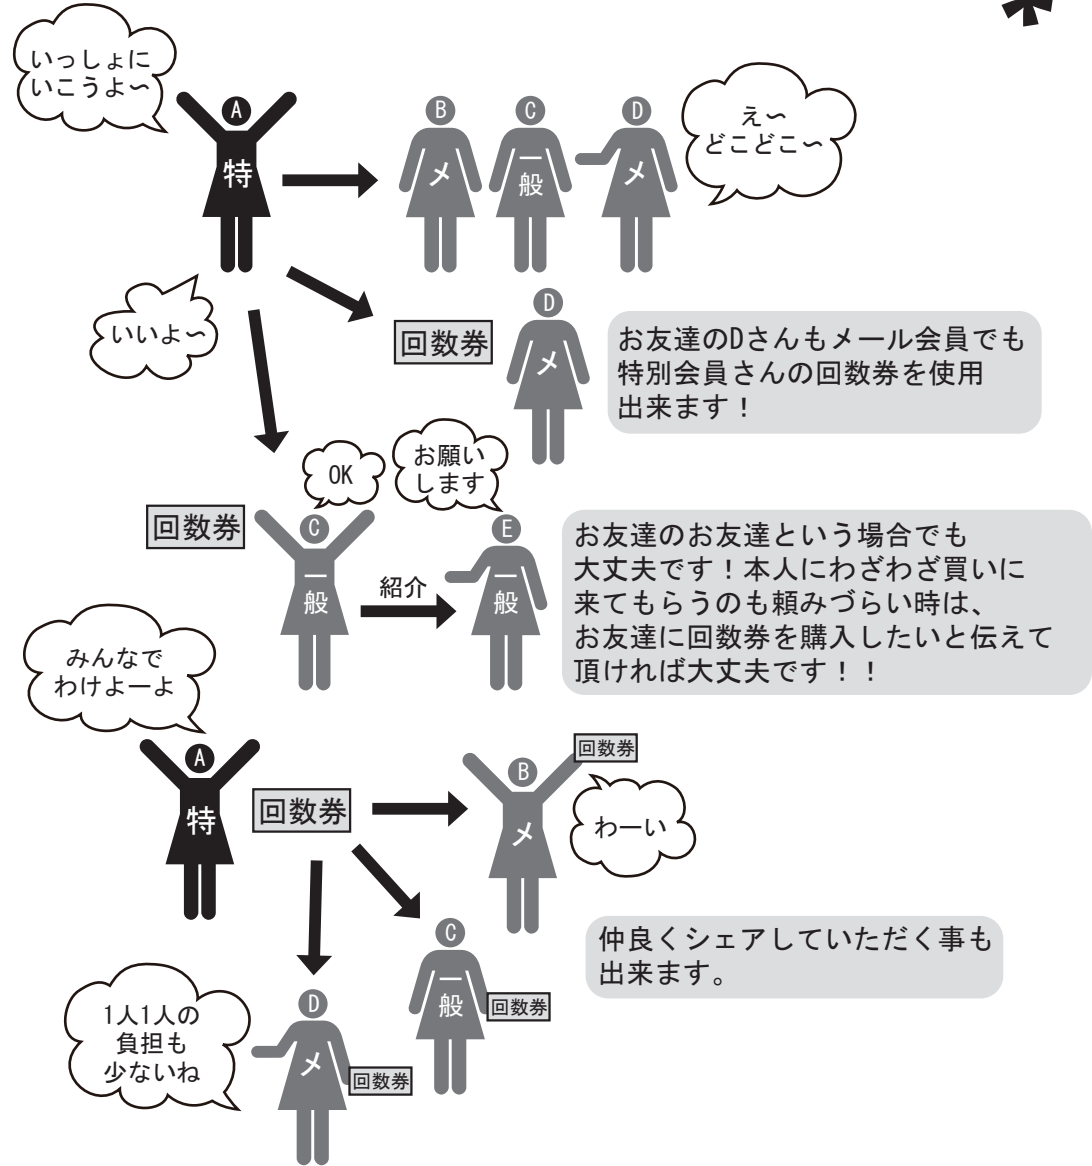 いっしょに
いこうよ～
A
特
B
メ
C
一般
D
メ
え～
どこどこ～
いいよ～
回数券
D
メ
お友達のDさんもメール会員でも
特別会員さんの回数券を使用
出来ます！
OK
お願い
します
回数券
C
一般
紹介
E
一般
お友達のお友達という場合でも
大丈夫です！本人にわざわざ買いに
来てもらうのも頼みづらい時は、
お友達に回数券を購入したいと伝えて
頂ければ大丈夫です！！
みんなで
わけよーよ
A
特
回数券
B
メ
回数券
わーい
C
一般
回数券
仲良くシェアしていただく事も
出来ます。
1人1人の
負担も
少ないね
D
メ
回数券